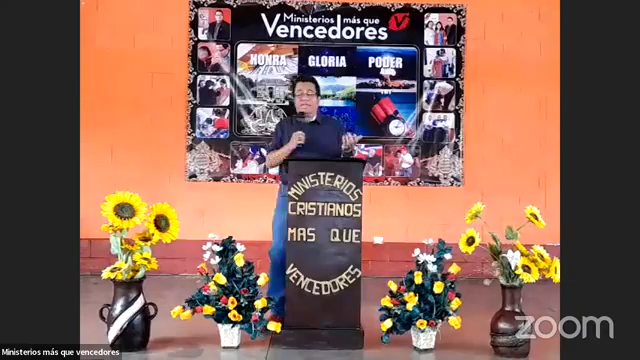 Ministerios más que
Vencedores
HONRA
GLORIA
PODER
MINISTERIOS
CRISTIANOS
MAS QUE
VENCEDORES
Ministerios más que vencedores
zoom